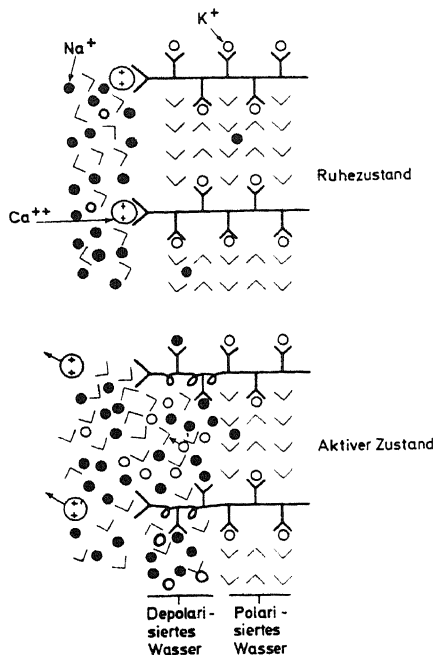 K+
Na+
Ruhezustand
Ca++
Aktiver Zustand
Depolari- Polari-
siertes siertes
Wasser Wasser